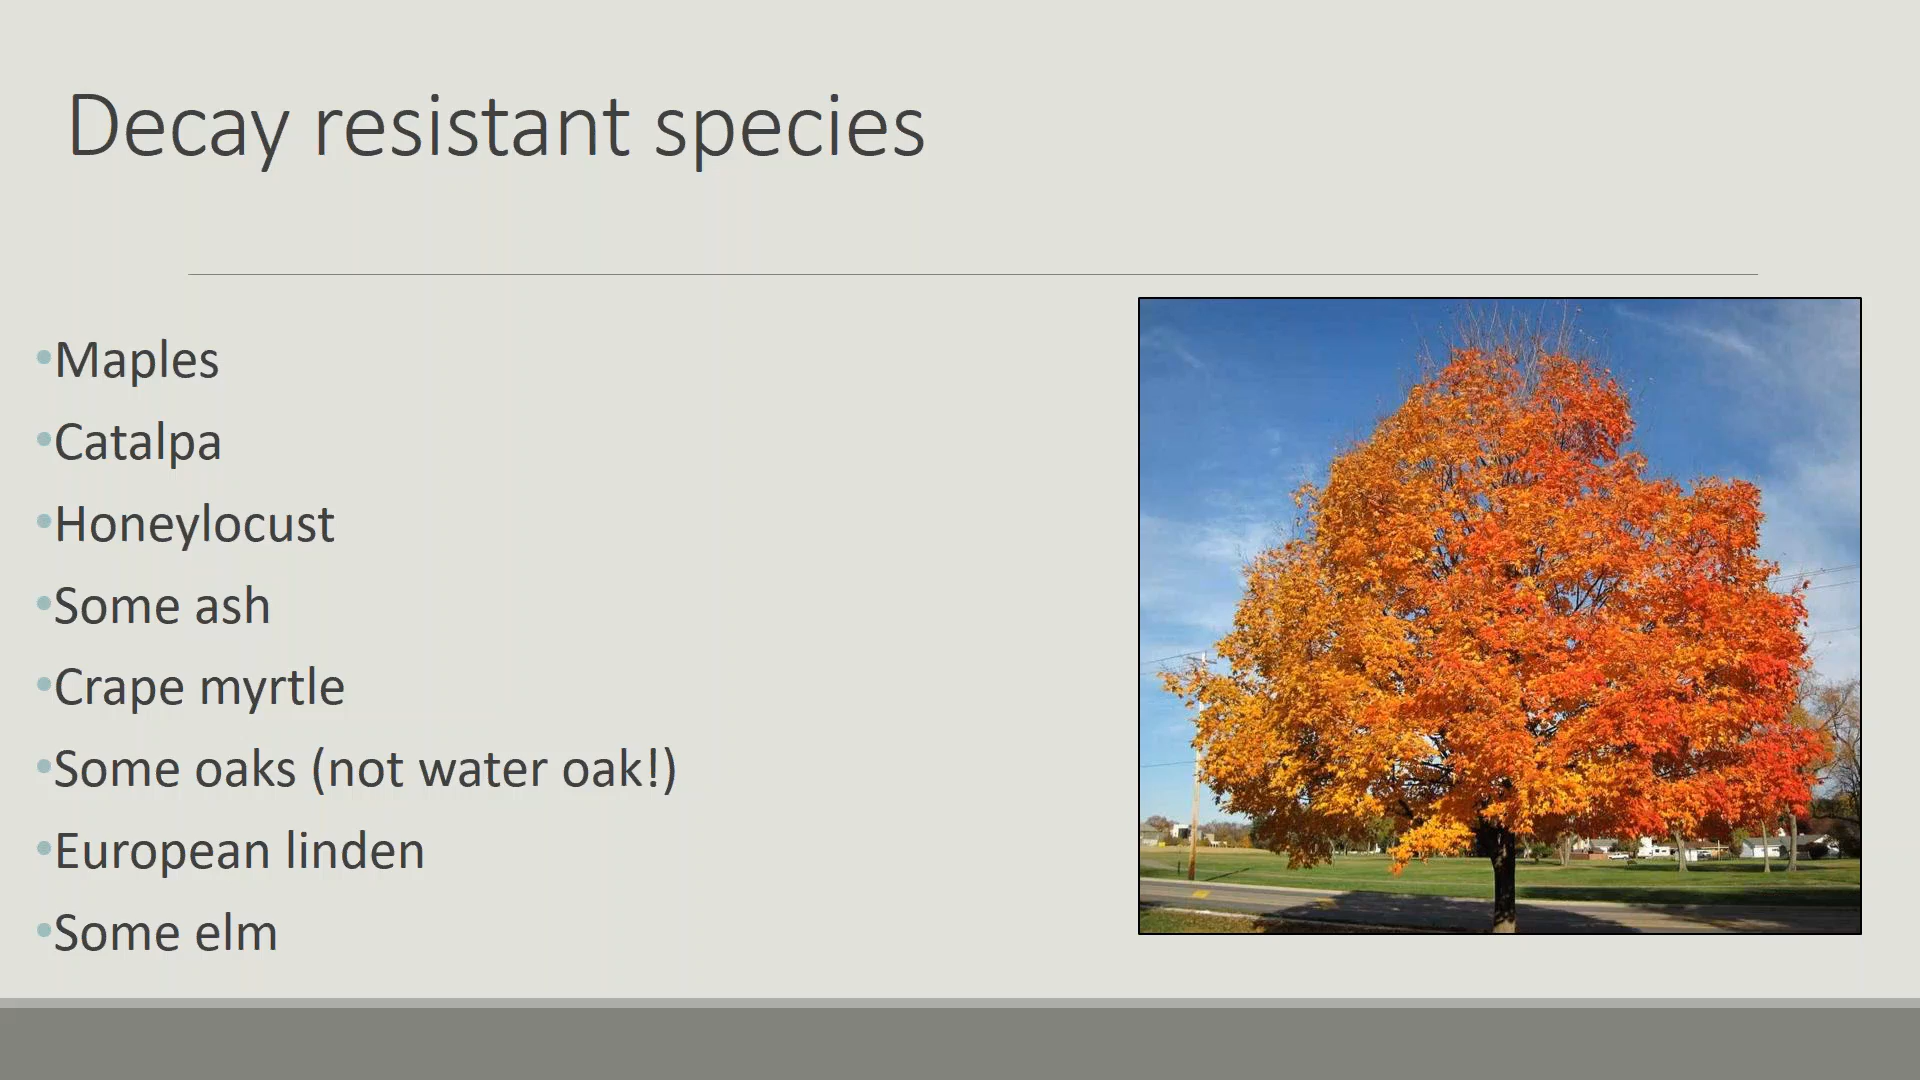 Decay resistant species
•Maples
•Catalpa
•Honeylocust
•Some ash
•Crape myrtle
•Some oaks (not water oak!)
•European linden
•Some elm